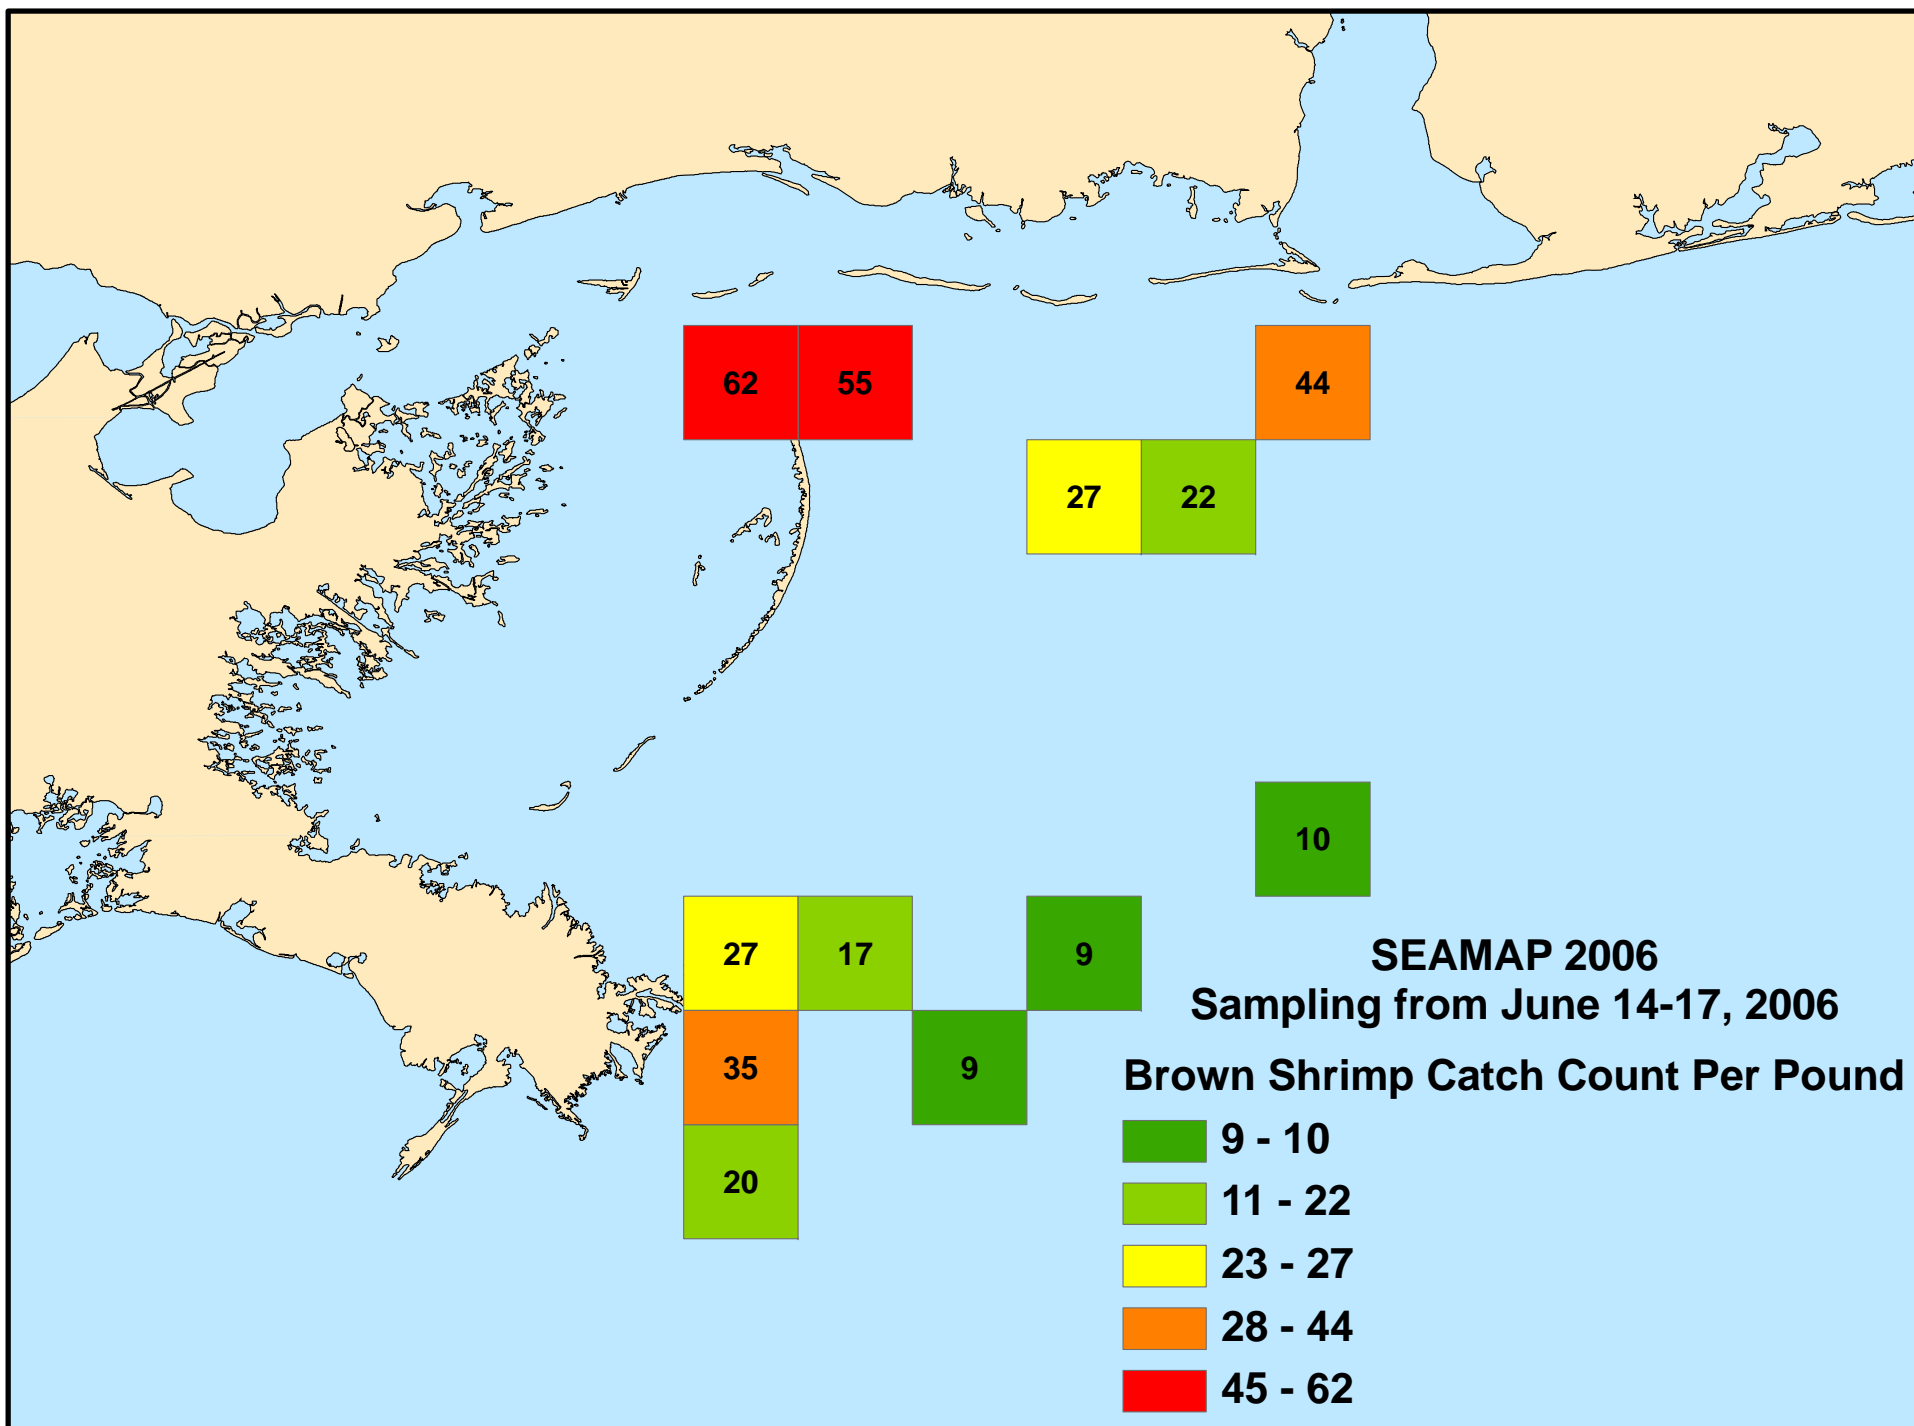 62 55 44
27 22
10
27 17 9
35 9
20
SEAMAP 2006
Sampling from June 14-17, 2006
Brown Shrimp Catch Count Per Pound
9 - 10
11 - 22
23 - 27
28 - 44
45 - 62